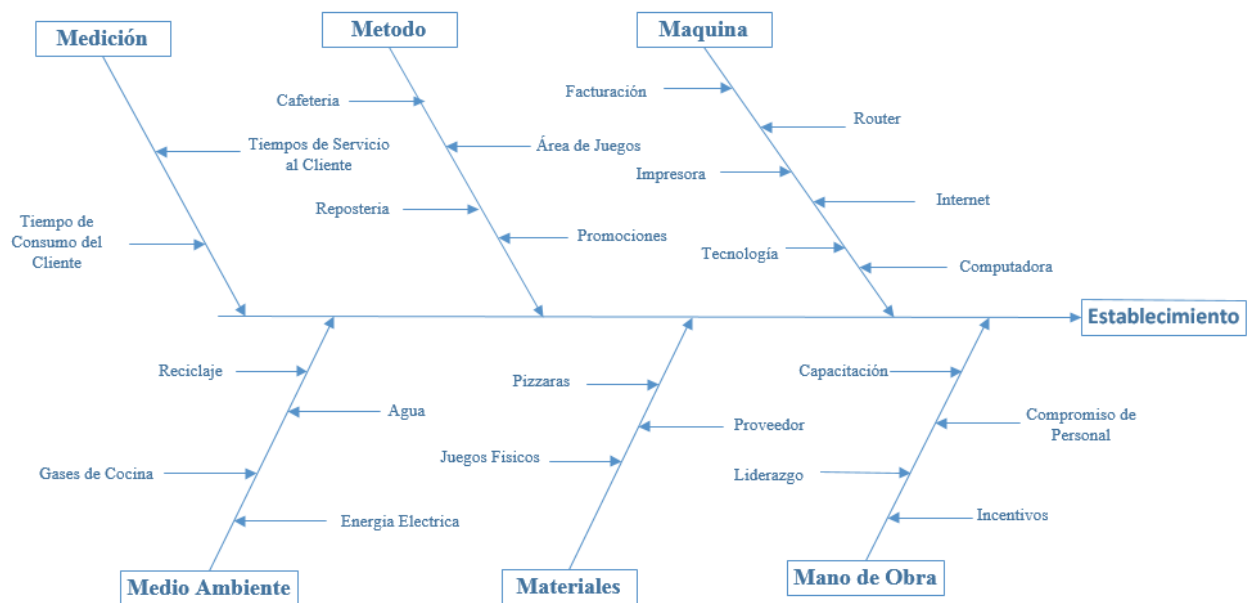 Medición
Metodo
Maquina
Facturación
Cafeteria
Router
Tiempos de Servicio
al Cliente
Área de Juegos
Impresora
Internet
Reposteria
Tiempo de
Consumo del
Cliente
Promociones
Tecnología
Computadora
Establecimiento
Reciclaje
Pizzaras
Capacitación
Agua
Proveedor
Compromiso de
Personal
Gases de Cocina
Juegos Fisicos
Liderazgo
Energia Electrica
Incentivos
Medio Ambiente
Materiales
Mano de Obra